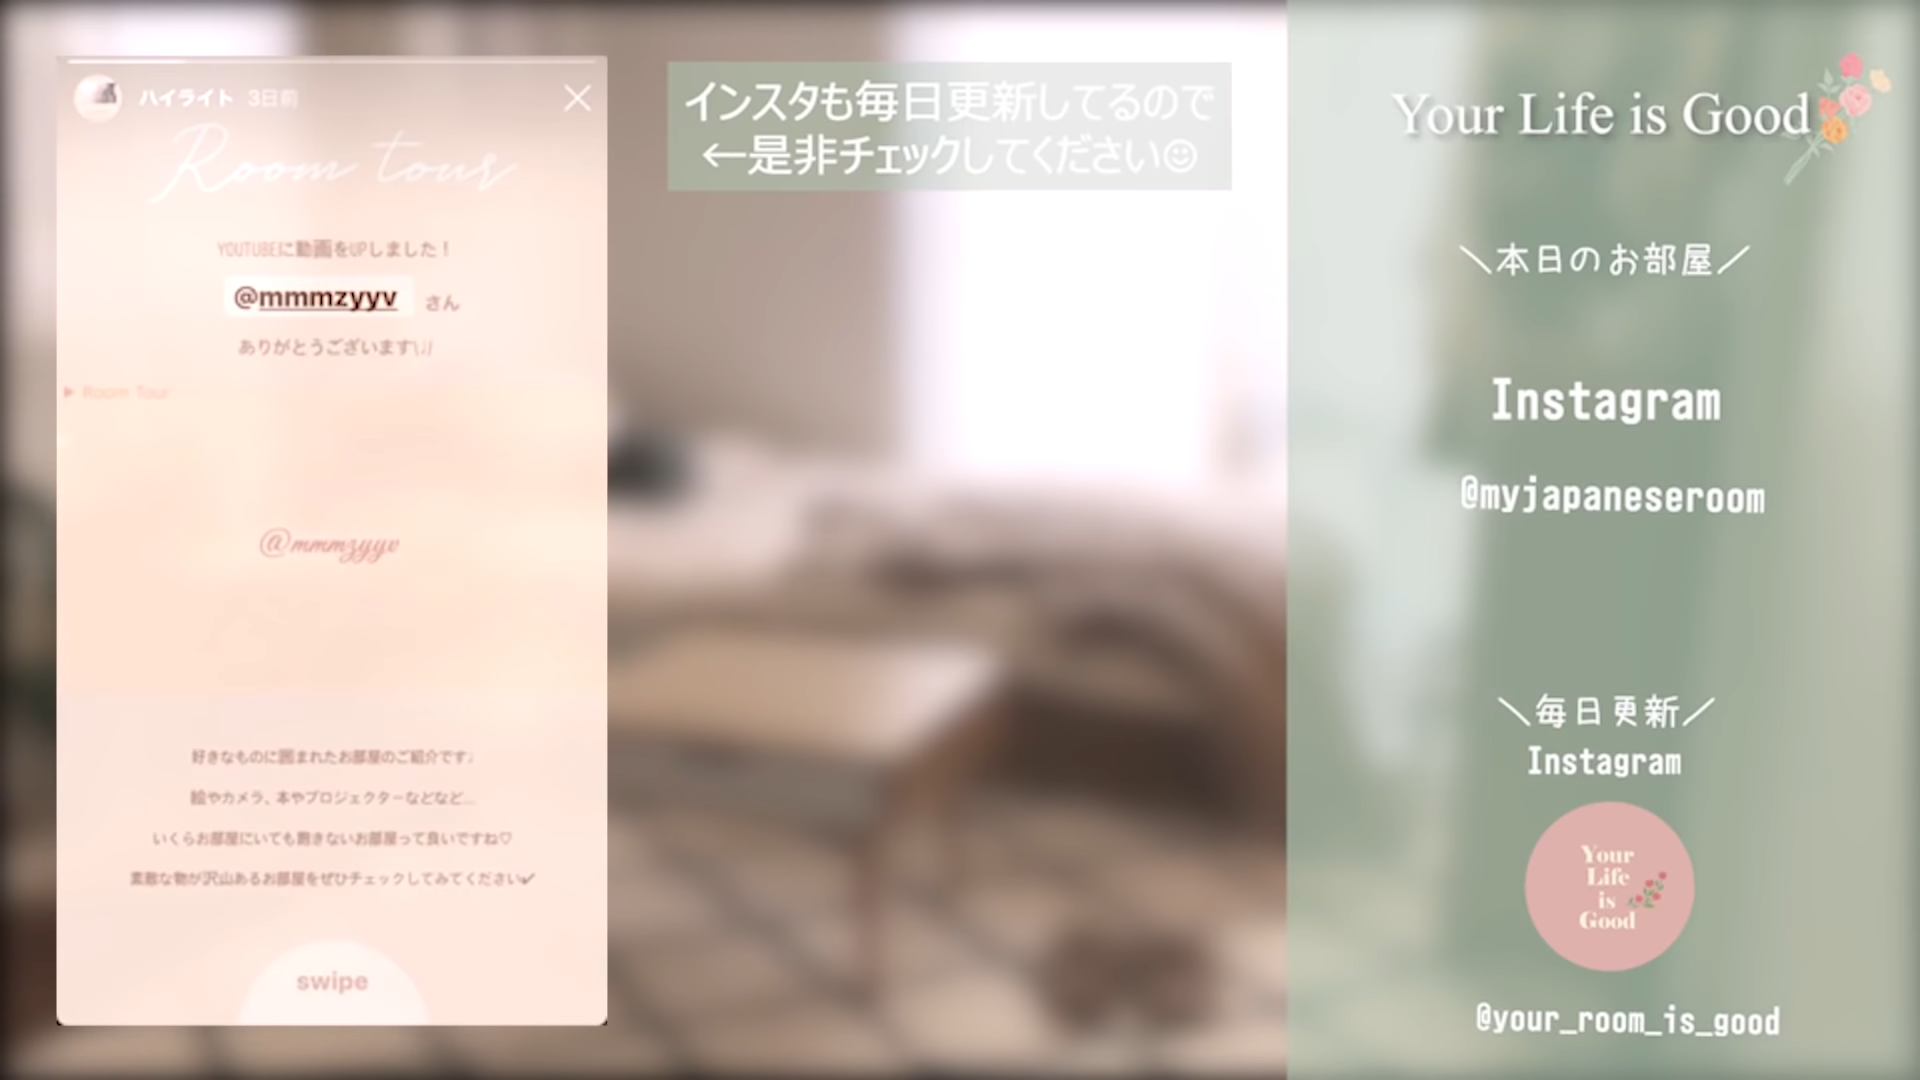 ハイライト 3日前
Room tour
YOUTUBEに動画をUPしました！
@mmmzyyv さん
ありがとうございます
▶ Room Tour
@mmmzyyv
好きなものに囲まれたお部屋のご紹介です♩
絵やカメラ、本やプロジェクターなどなど...
いくらお部屋にいても飽きないお部屋って良いですね♡
素敵な物が沢山あるお部屋をぜひチェックしてみてください✔
swipe
インスタも毎日更新してるので
←是非チェックしてください☺
Your Life is Good
＼本日のお部屋／
Instagram
@myjapaneseroom
＼毎日更新／
Instagram
Your
Life
is
Good
@your_room_is_good